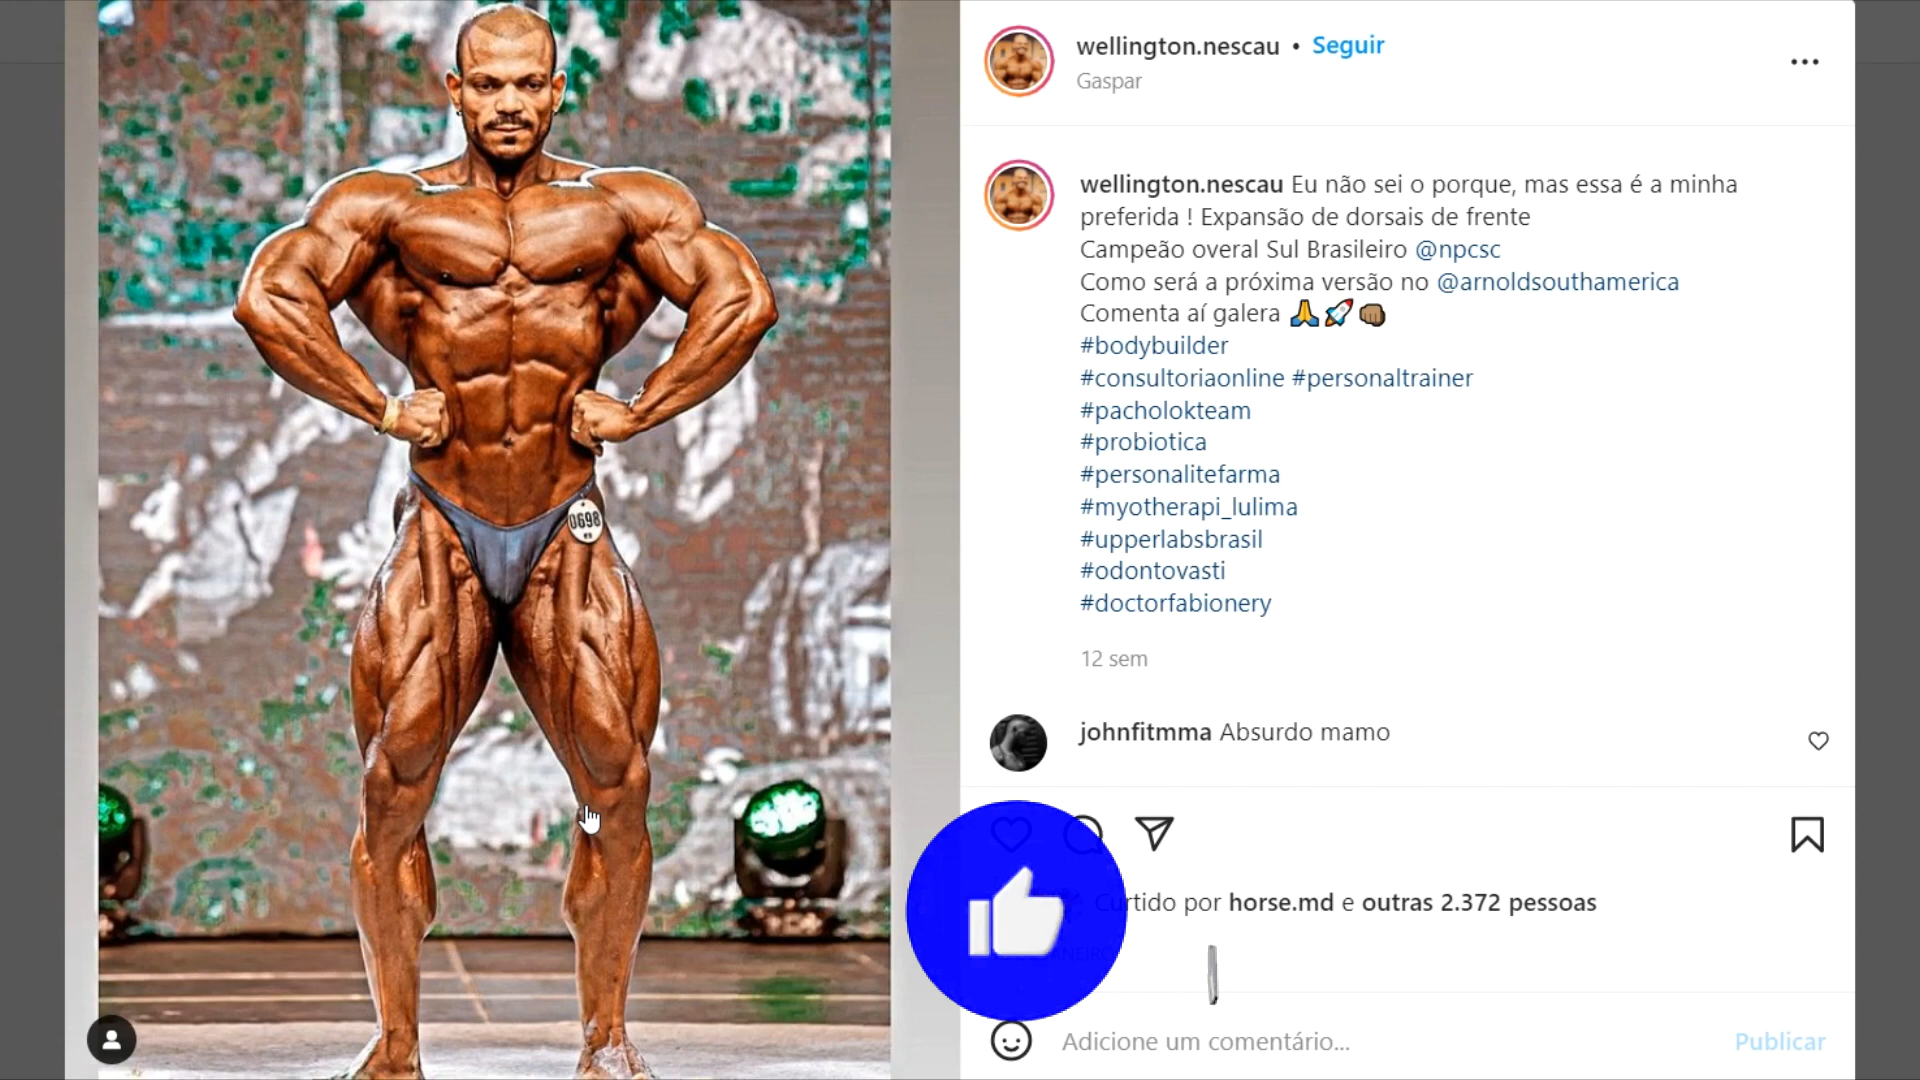 wellington.nescau • Seguir
Gaspar
wellington.nescau Eu não sei o porque, mas essa é a minha
preferida ! Expansão de dorsais de frente
Campeão overal Sul Brasileiro @npcsc
Como será a próxima versão no @arnoldsouthamerica
Comenta aí galera 🙏🚀👊🏾
#bodybuilder
#consultoriaonline #personaltrainer
#pacholokteam
#probiotica
#personalitefarma
#myotherapi_lulima
#upperlabsbrasil
#odontovasti
#doctorfabionery
12 sem
johnfitmma Absurdo mamo
Curtido por horse.md e outras 2.372 pessoas
Adicione um comentário... Publicar
0698